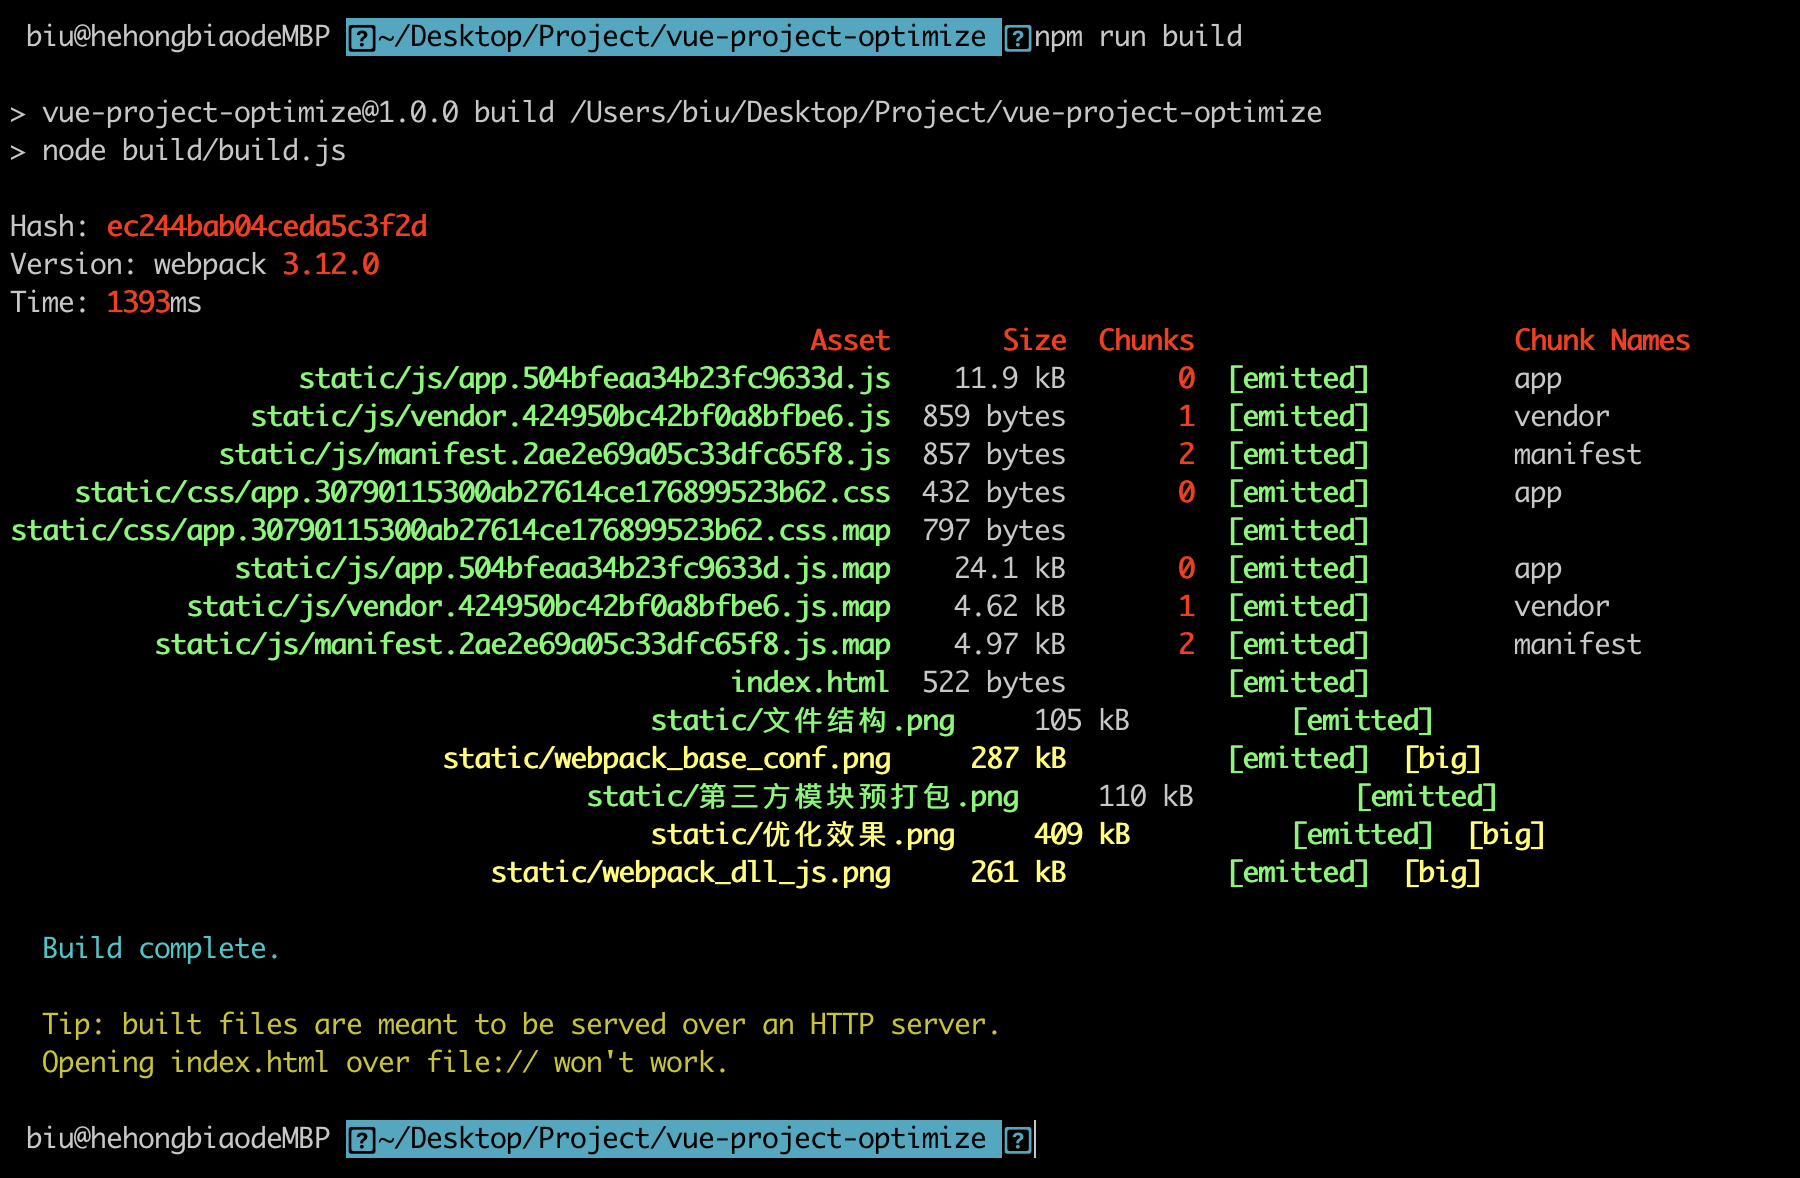 biu@hehongbiaodeMBP ~/Desktop/Project/vue-project-optimize npm run build
> vue-project-optimize@1.0.0 build /Users/biu/Desktop/Project/vue-project-optimize
> node build/build.js
Hash: ec244bab04ceda5c3f2d
Version: webpack 3.12.0
Time: 1393ms
Asset Size Chunks Chunk Names
static/js/app.504bfeaa34b23fc9633d.js 11.9 kB 0 [emitted] app
static/js/vendor.424950bc42bf0a8bfbe6.js 859 bytes 1 [emitted] vendor
static/js/manifest.2ae2e69a05c33dfc65f8.js 857 bytes 2 [emitted] manifest
static/css/app.30790115300ab27614ce176899523b62.css 432 bytes 0 [emitted] app
static/css/app.30790115300ab27614ce176899523b62.css.map 797 bytes [emitted]
static/js/app.504bfeaa34b23fc9633d.js.map 24.1 kB 0 [emitted] app
static/js/vendor.424950bc42bf0a8bfbe6.js.map 4.62 kB 1 [emitted] vendor
static/js/manifest.2ae2e69a05c33dfc65f8.js.map 4.97 kB 2 [emitted] manifest
index.html 522 bytes [emitted]
static/文件结构.png 105 kB [emitted]
static/webpack_base_conf.png 287 kB [emitted] [big]
static/第三方模块预打包.png 110 kB [emitted]
static/优化效果.png 409 kB [emitted] [big]
static/webpack_dll_js.png 261 kB [emitted] [big]
Build complete.
Tip: built files are meant to be served over an HTTP server.
Opening index.html over file:// won't work.
biu@hehongbiaodeMBP ~/Desktop/Project/vue-project-optimize